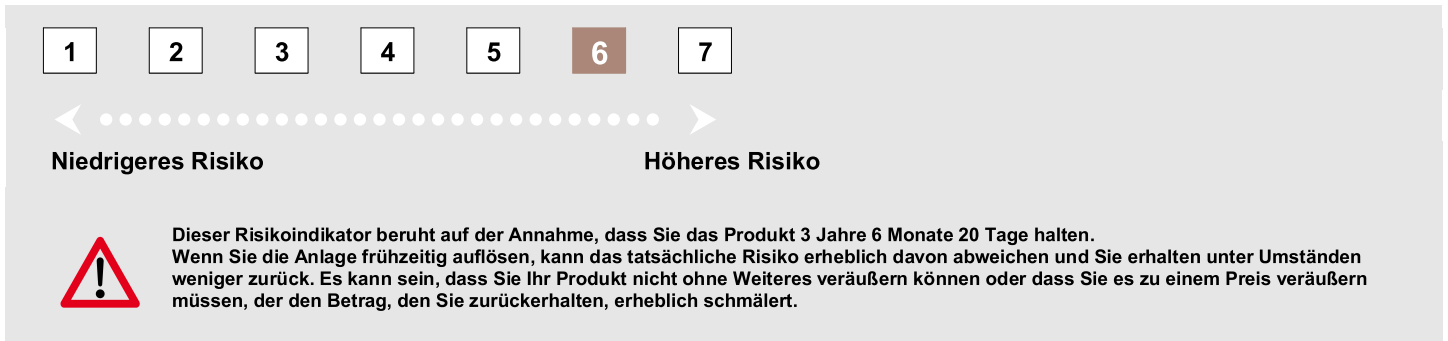 1 2 3 4 5 6 7
Niedrigeres Risiko Höheres Risiko
Dieser Risikoindikator beruht auf der Annahme, dass Sie das Produkt 3 Jahre 6 Monate 20 Tage halten.
Wenn Sie die Anlage frühzeitig auflösen, kann das tatsächliche Risiko erheblich davon abweichen und Sie erhalten unter Umständen
weniger zurück. Es kann sein, dass Sie Ihr Produkt nicht ohne Weiteres veräußern können oder dass Sie es zu einem Preis veräußern
müssen, der den Betrag, den Sie zurückerhalten, erheblich schmälert.